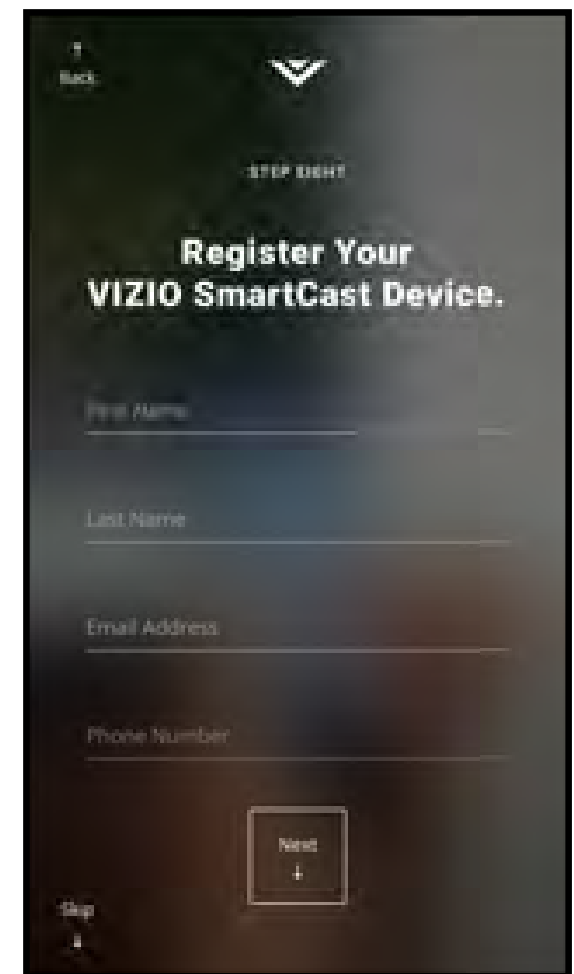 ↑
Back
STEP EIGHT
Register Your
VIZIO SmartCast Device.
First Name
Last Name
Email Address
Phone Number
Next
↓
Skip
↓